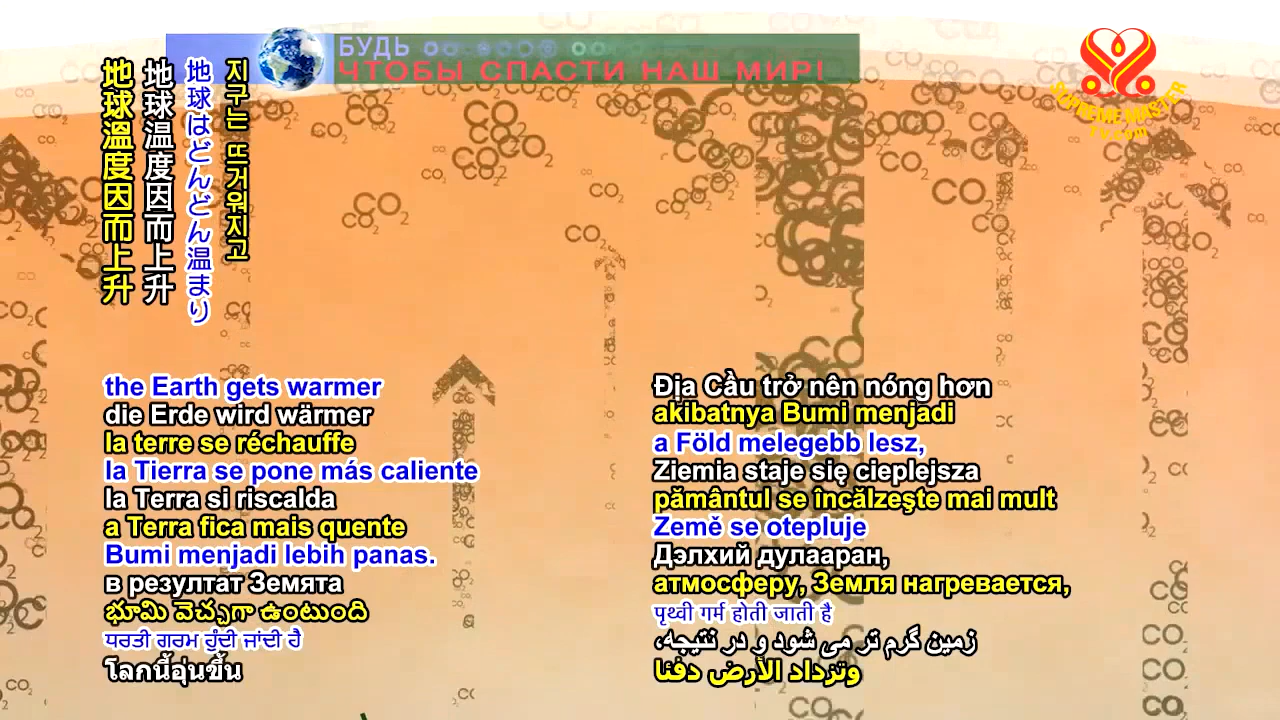 БУДЬ
ЧТОБЫ СПАСТИ НАШ МИР!
SUPREME MASTER
TV.com
地球溫度因而上升
地球温度因而上升
地球はどんどん温まり
지구는 뜨거워지고
the Earth gets warmer
die Erde wird wärmer
la terre se réchauffe
la Tierra se pone más caliente
la Terra si riscalda
a Terra fica mais quente
Bumi menjadi lebih panas.
в резултат Земята
భూమి వెచ్చగా ఉంటుంది
ਧਰਤੀ ਗਰਮ ਹੁੰਦੀ ਜਾਂਦੀ ਹੈ
โลกนี้อุ่นขึ้น
Địa Cầu trở nên nóng hơn
akibatnya Bumi menjadi
a Föld melegebb lesz,
Ziemia staje się cieplejsza
pământul se încălzeşte mai mult
Země se otepluje
Дэлхий дулааран,
атмосферу, Земля нагревается,
पृथ्वी गर्म होती जाती है
زمین گرم تر می شود و در نتیجه،
وتزداد الأرض دفئا
CO₂